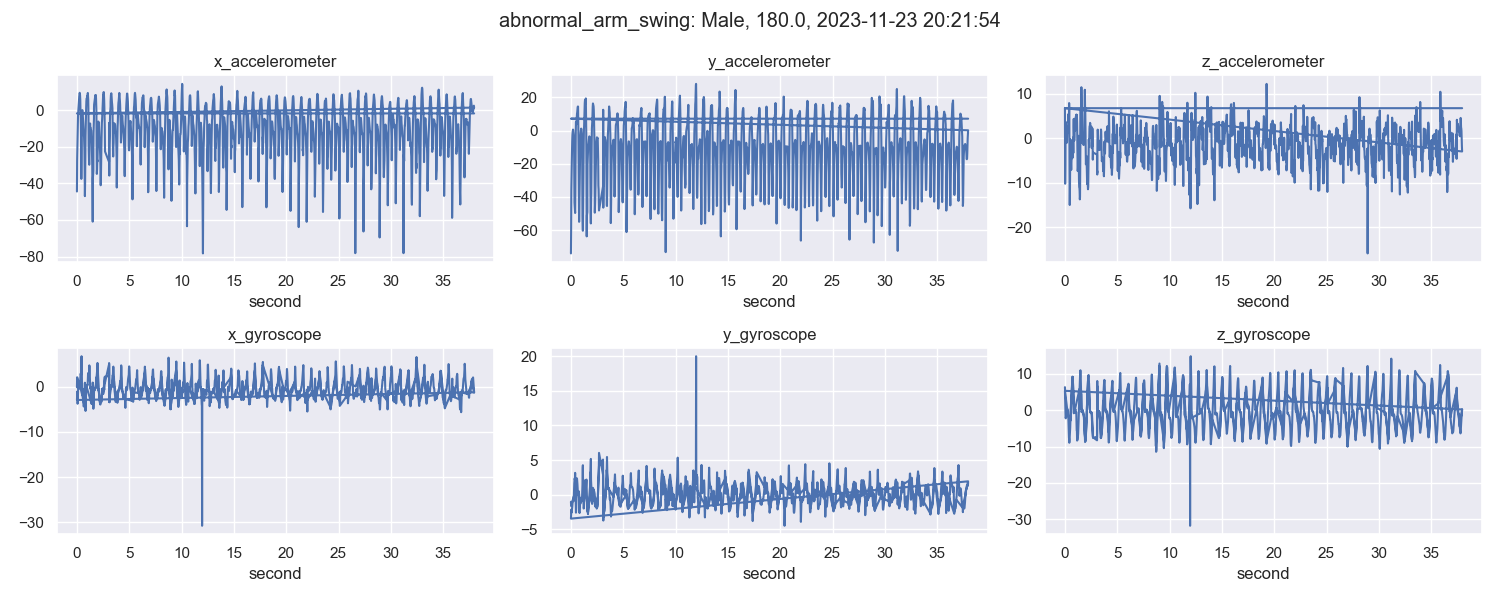 abnormal_arm_swing: Male, 180.0, 2023-11-23 20:21:54
x_accelerometer
0
−20
−40
−60
−80
0 5 10 15 20 25 30 35
second
y_accelerometer
20
0
−20
−40
−60
0 5 10 15 20 25 30 35
second
z_accelerometer
10
0
−10
−20
0 5 10 15 20 25 30 35
second
x_gyroscope
0
−10
−20
−30
0 5 10 15 20 25 30 35
second
y_gyroscope
20
15
10
5
0
−5
0 5 10 15 20 25 30 35
second
z_gyroscope
10
0
−10
−20
−30
0 5 10 15 20 25 30 35
second